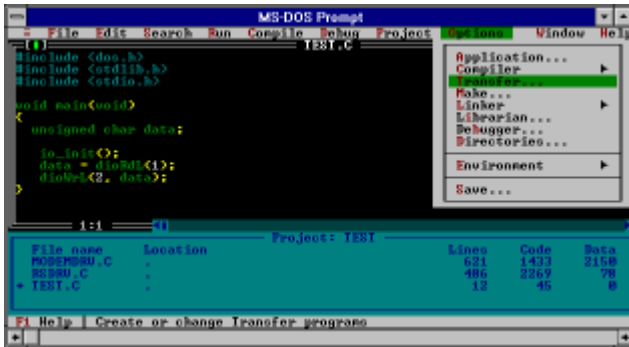 MS-DOS Prompt
≡ File Edit Search Run Compile Debug Project Options Window Help
TEST.C
#include <dos.h>
#include <stdlib.h>
#include <stdio.h>
void main(void)
{
unsigned char data;
io_init();
data = dioRdL(1);
dioWrL(2, data);
}
Application...
Compiler
Transfer...
Make...
Linker
Librarian...
Debugger...
Directories...
Environment
Save...
1:1
Project: TEST
File name Location Lines Code Data
MODEMDRV.C . 621 1433 2150
RSDRV.C . 486 2269 78
• TEST.C . 12 45 0
F1 Help | Create or change Transfer programs